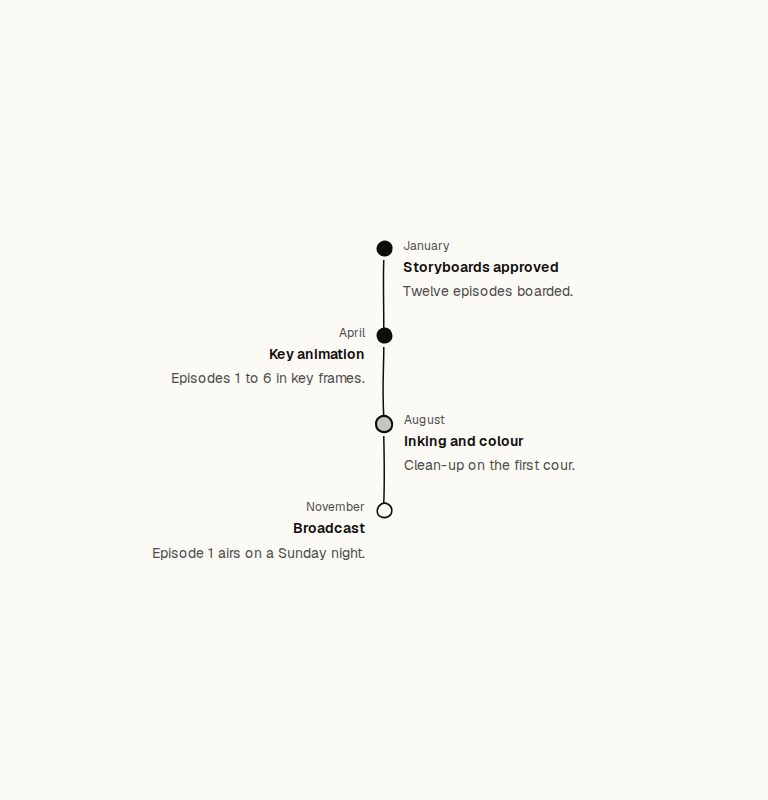 January
Storyboards approved
Twelve episodes boarded.
April
Key animation
Episodes 1 to 6 in key frames.
August
Inking and colour
Clean-up on the first cour.
November
Broadcast
Episode 1 airs on a Sunday night.